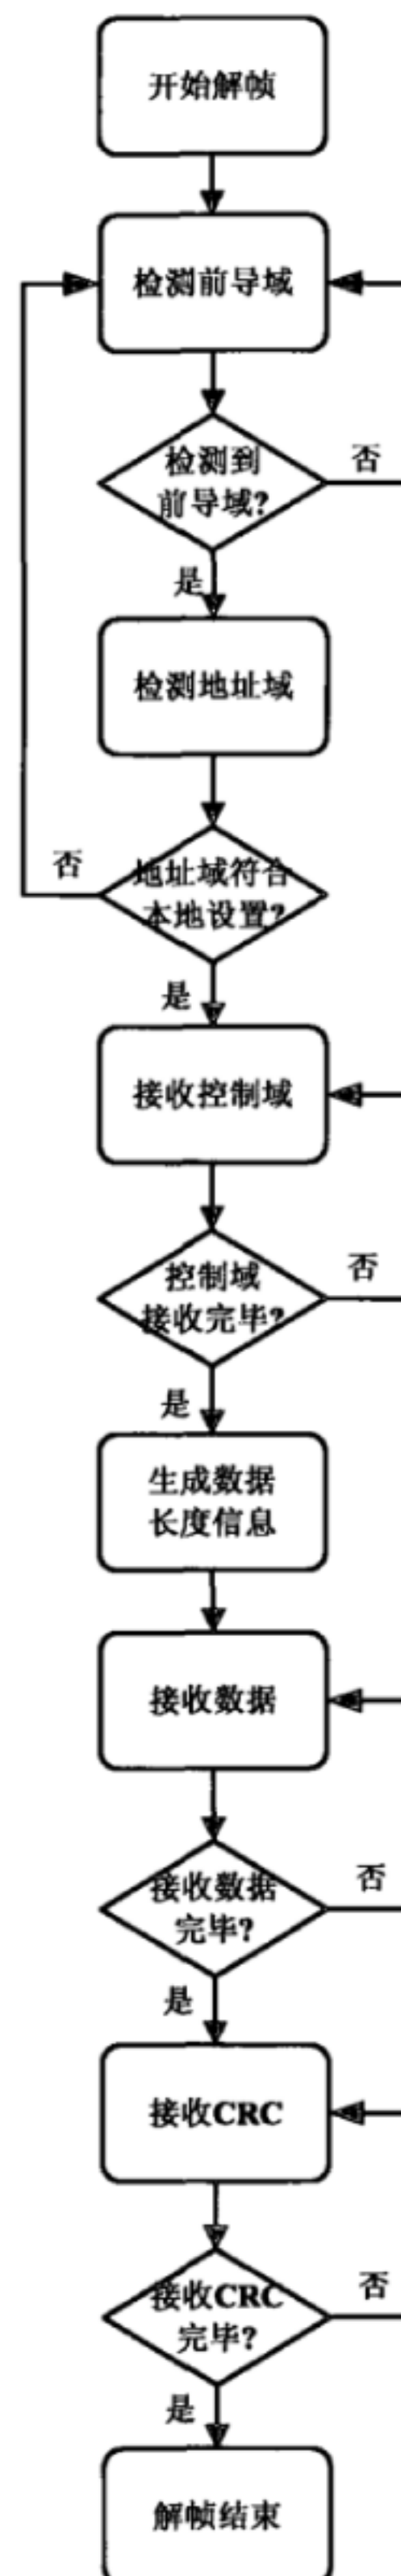 开始解帧
检测前导域
检测到
前导域?
否
是
检测地址域
地址域符合
本地设置?
否
是
接收控制域
控制域
接收完毕?
否
是
生成数据
长度信息
接收数据
接收数据
完毕?
否
是
接收CRC
接收CRC
完毕?
否
是
解帧结束